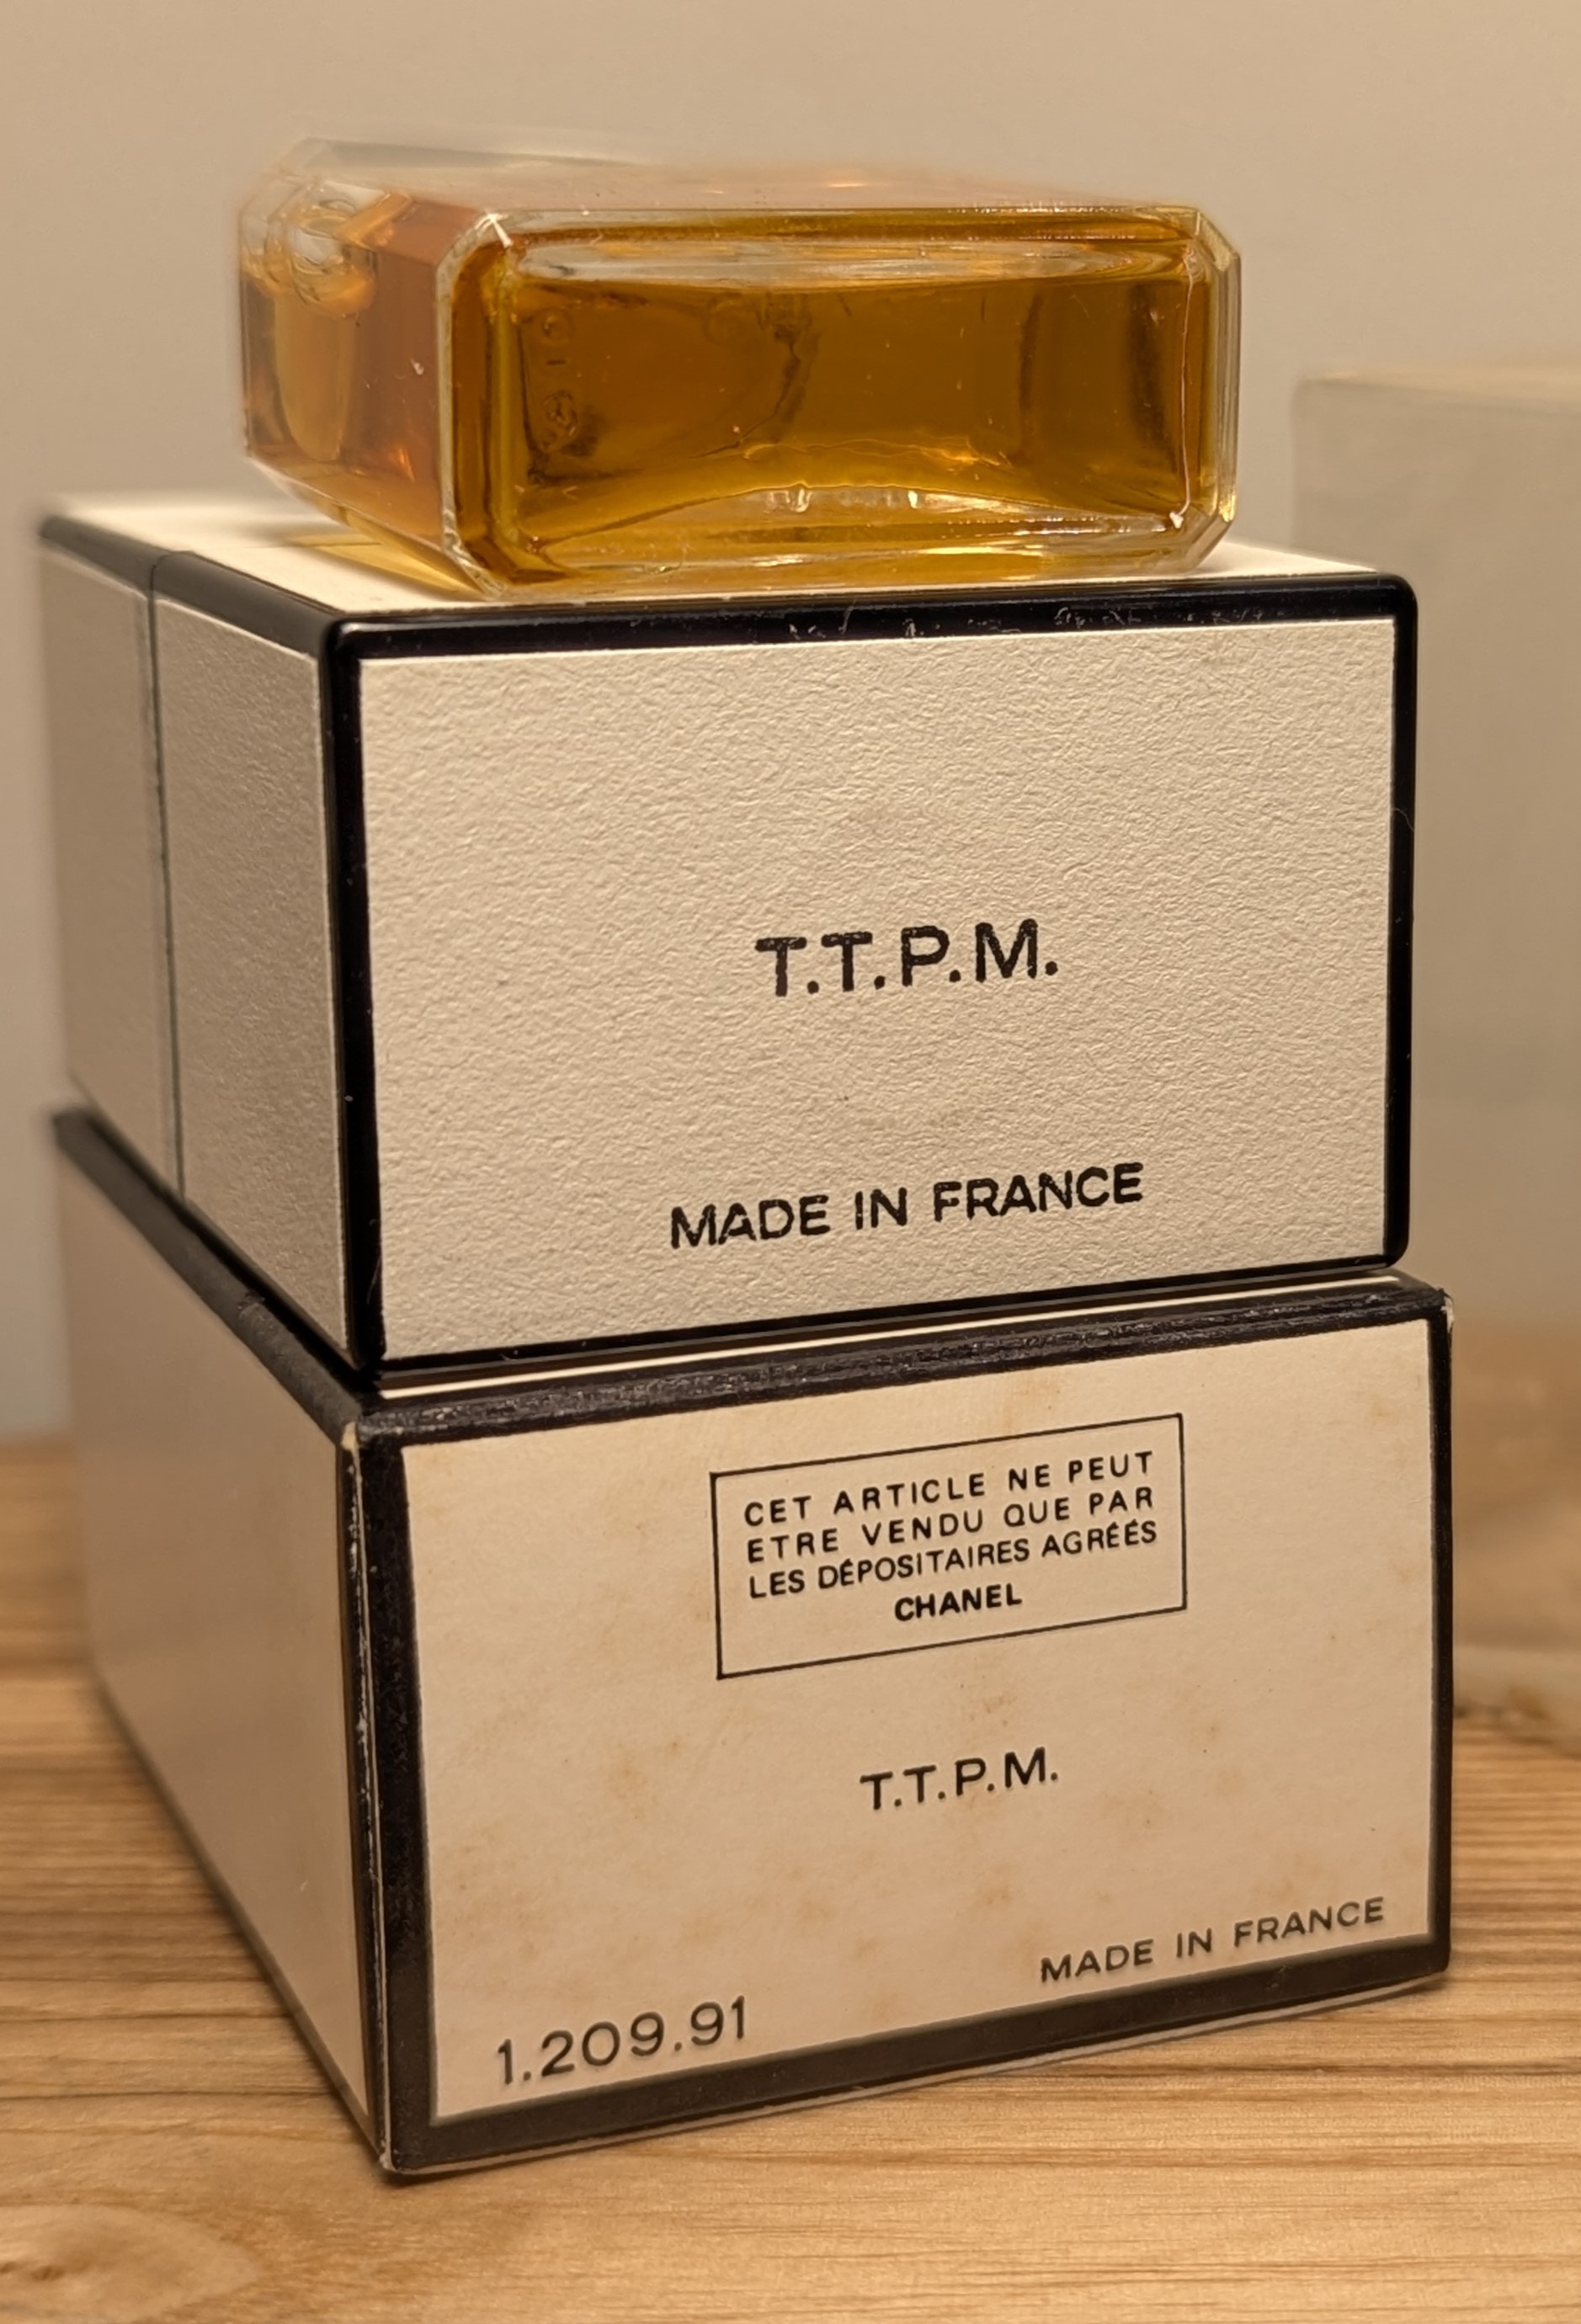 T.T.P.M.
MADE IN FRANCE
CET ARTICLE NE PEUT
ETRE VENDU QUE PAR
LES DÉPOSITAIRES AGRÉÉS
CHANEL
T.T.P.M.
MADE IN FRANCE
1.209.91